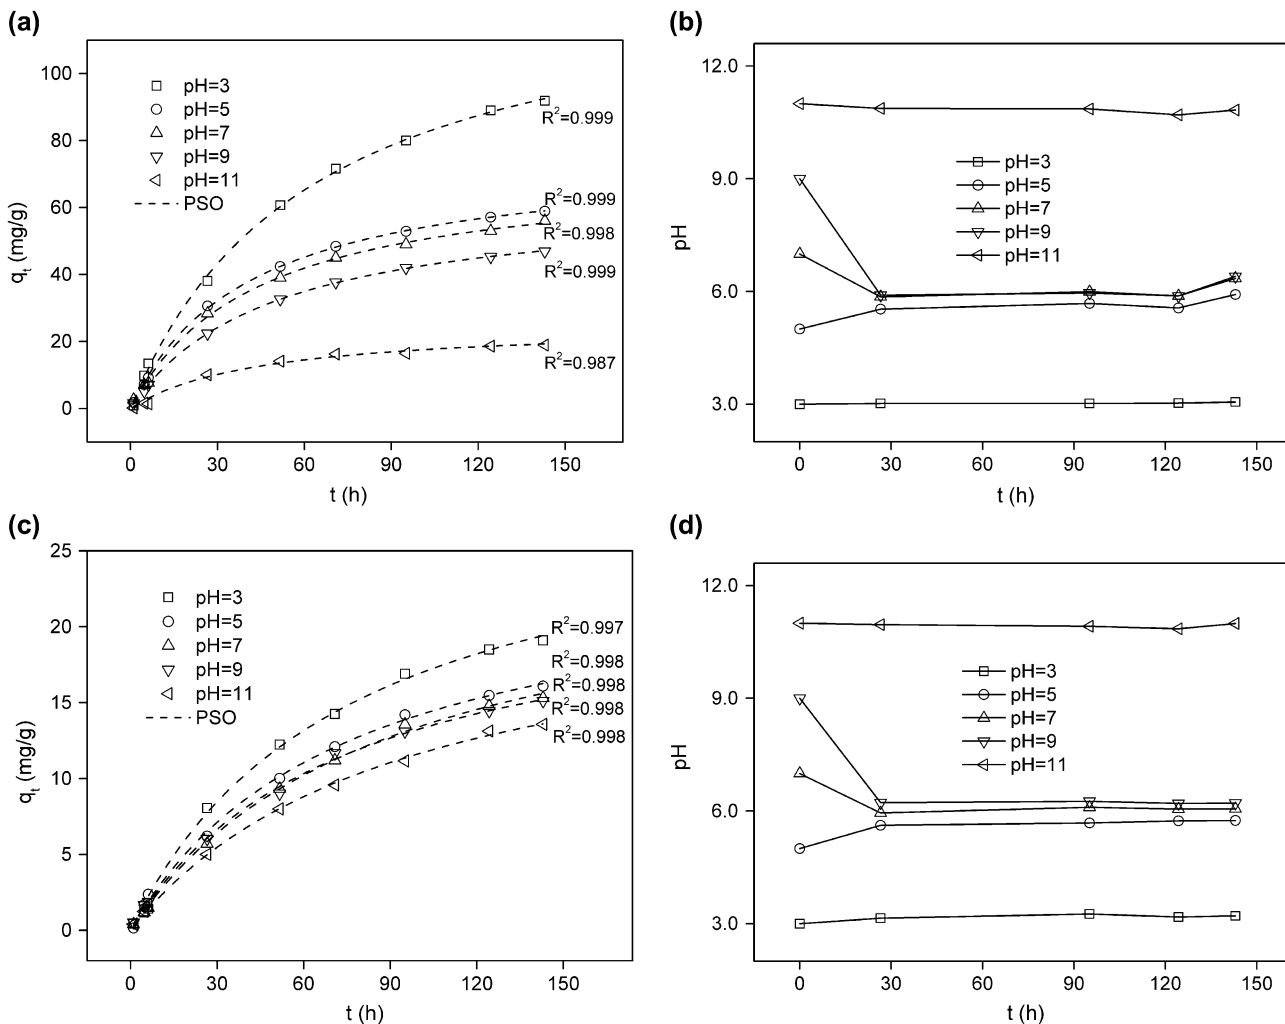 (a)
100
80
60
40
20
0
qt (mg/g)
pH=3
pH=5
pH=7
pH=9
pH=11
PSO
R²=0.999
R²=0.999
R²=0.998
R²=0.999
R²=0.987
0 30 60 90 120 150
t (h)
(b)
12.0
9.0
6.0
3.0
pH
pH=3
pH=5
pH=7
pH=9
pH=11
0 30 60 90 120 150
t (h)
(c)
25
20
15
10
5
0
qt (mg/g)
pH=3
pH=5
pH=7
pH=9
pH=11
PSO
R²=0.997
R²=0.998
R²=0.998
R²=0.998
R²=0.998
0 30 60 90 120 150
t (h)
(d)
12.0
9.0
6.0
3.0
pH
pH=3
pH=5
pH=7
pH=9
pH=11
0 30 60 90 120 150
t (h)